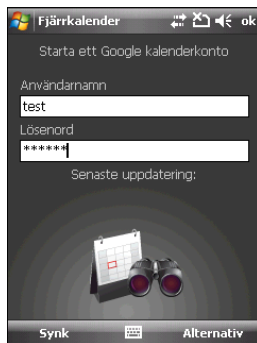 Fjärrkalender ok
Starta ett Google kalenderkonto
Användarnamn
test
Lösenord
******
Senaste uppdatering:
Synk Alternativ